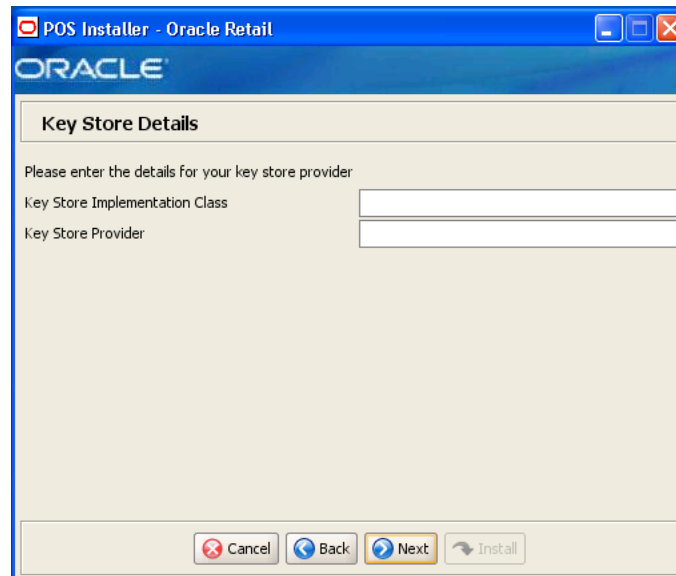 POS Installer - Oracle Retail
ORACLE
Key Store Details
Please enter the details for your key store provider
Key Store Implementation Class
Key Store Provider
Cancel Back Next Install